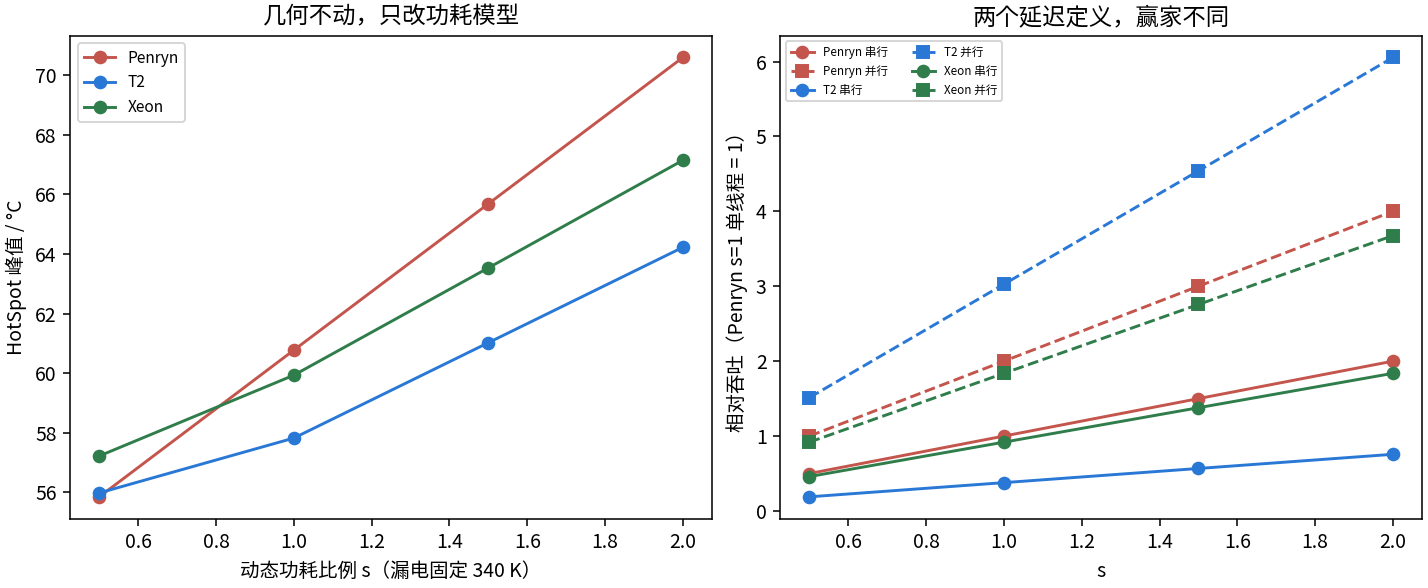 几何不动，只改功耗模型
Penryn
T2
Xeon
70
68
66
64
62
60
58
56
HotSpot 峰值 / °C
0.6
0.8
1.0
1.2
1.4
1.6
1.8
2.0
动态功耗比例 s（漏电固定 340 K）
两个延迟定义，赢家不同
Penryn 串行
Penryn 并行
T2 串行
T2 并行
Xeon 串行
Xeon 并行
6
5
4
3
2
1
0
相对吞吐（Penryn s=1 单线程 = 1）
0.6
0.8
1.0
1.2
1.4
1.6
1.8
2.0
s